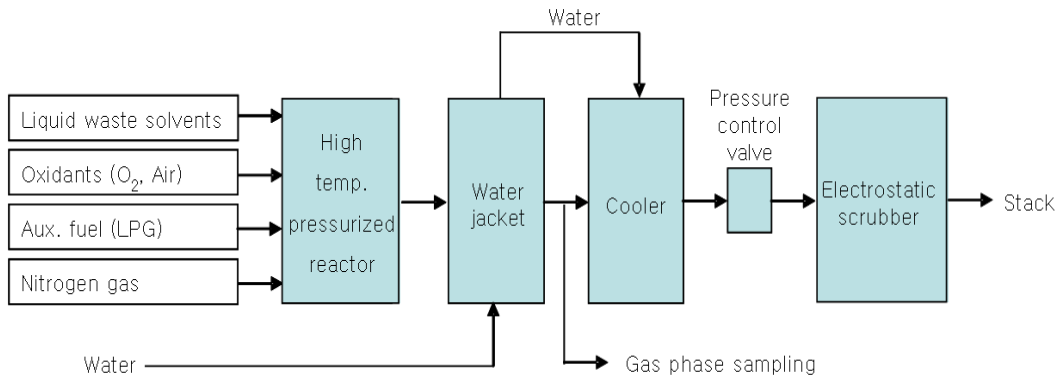 Water
Liquid waste solvents
Oxidants (O₂, Air)
Aux. fuel (LPG)
Nitrogen gas
High
temp.
pressurized
reactor
Water
jacket
Cooler
Pressure
control
valve
Electrostatic
scrubber
Stack
Water
Gas phase sampling